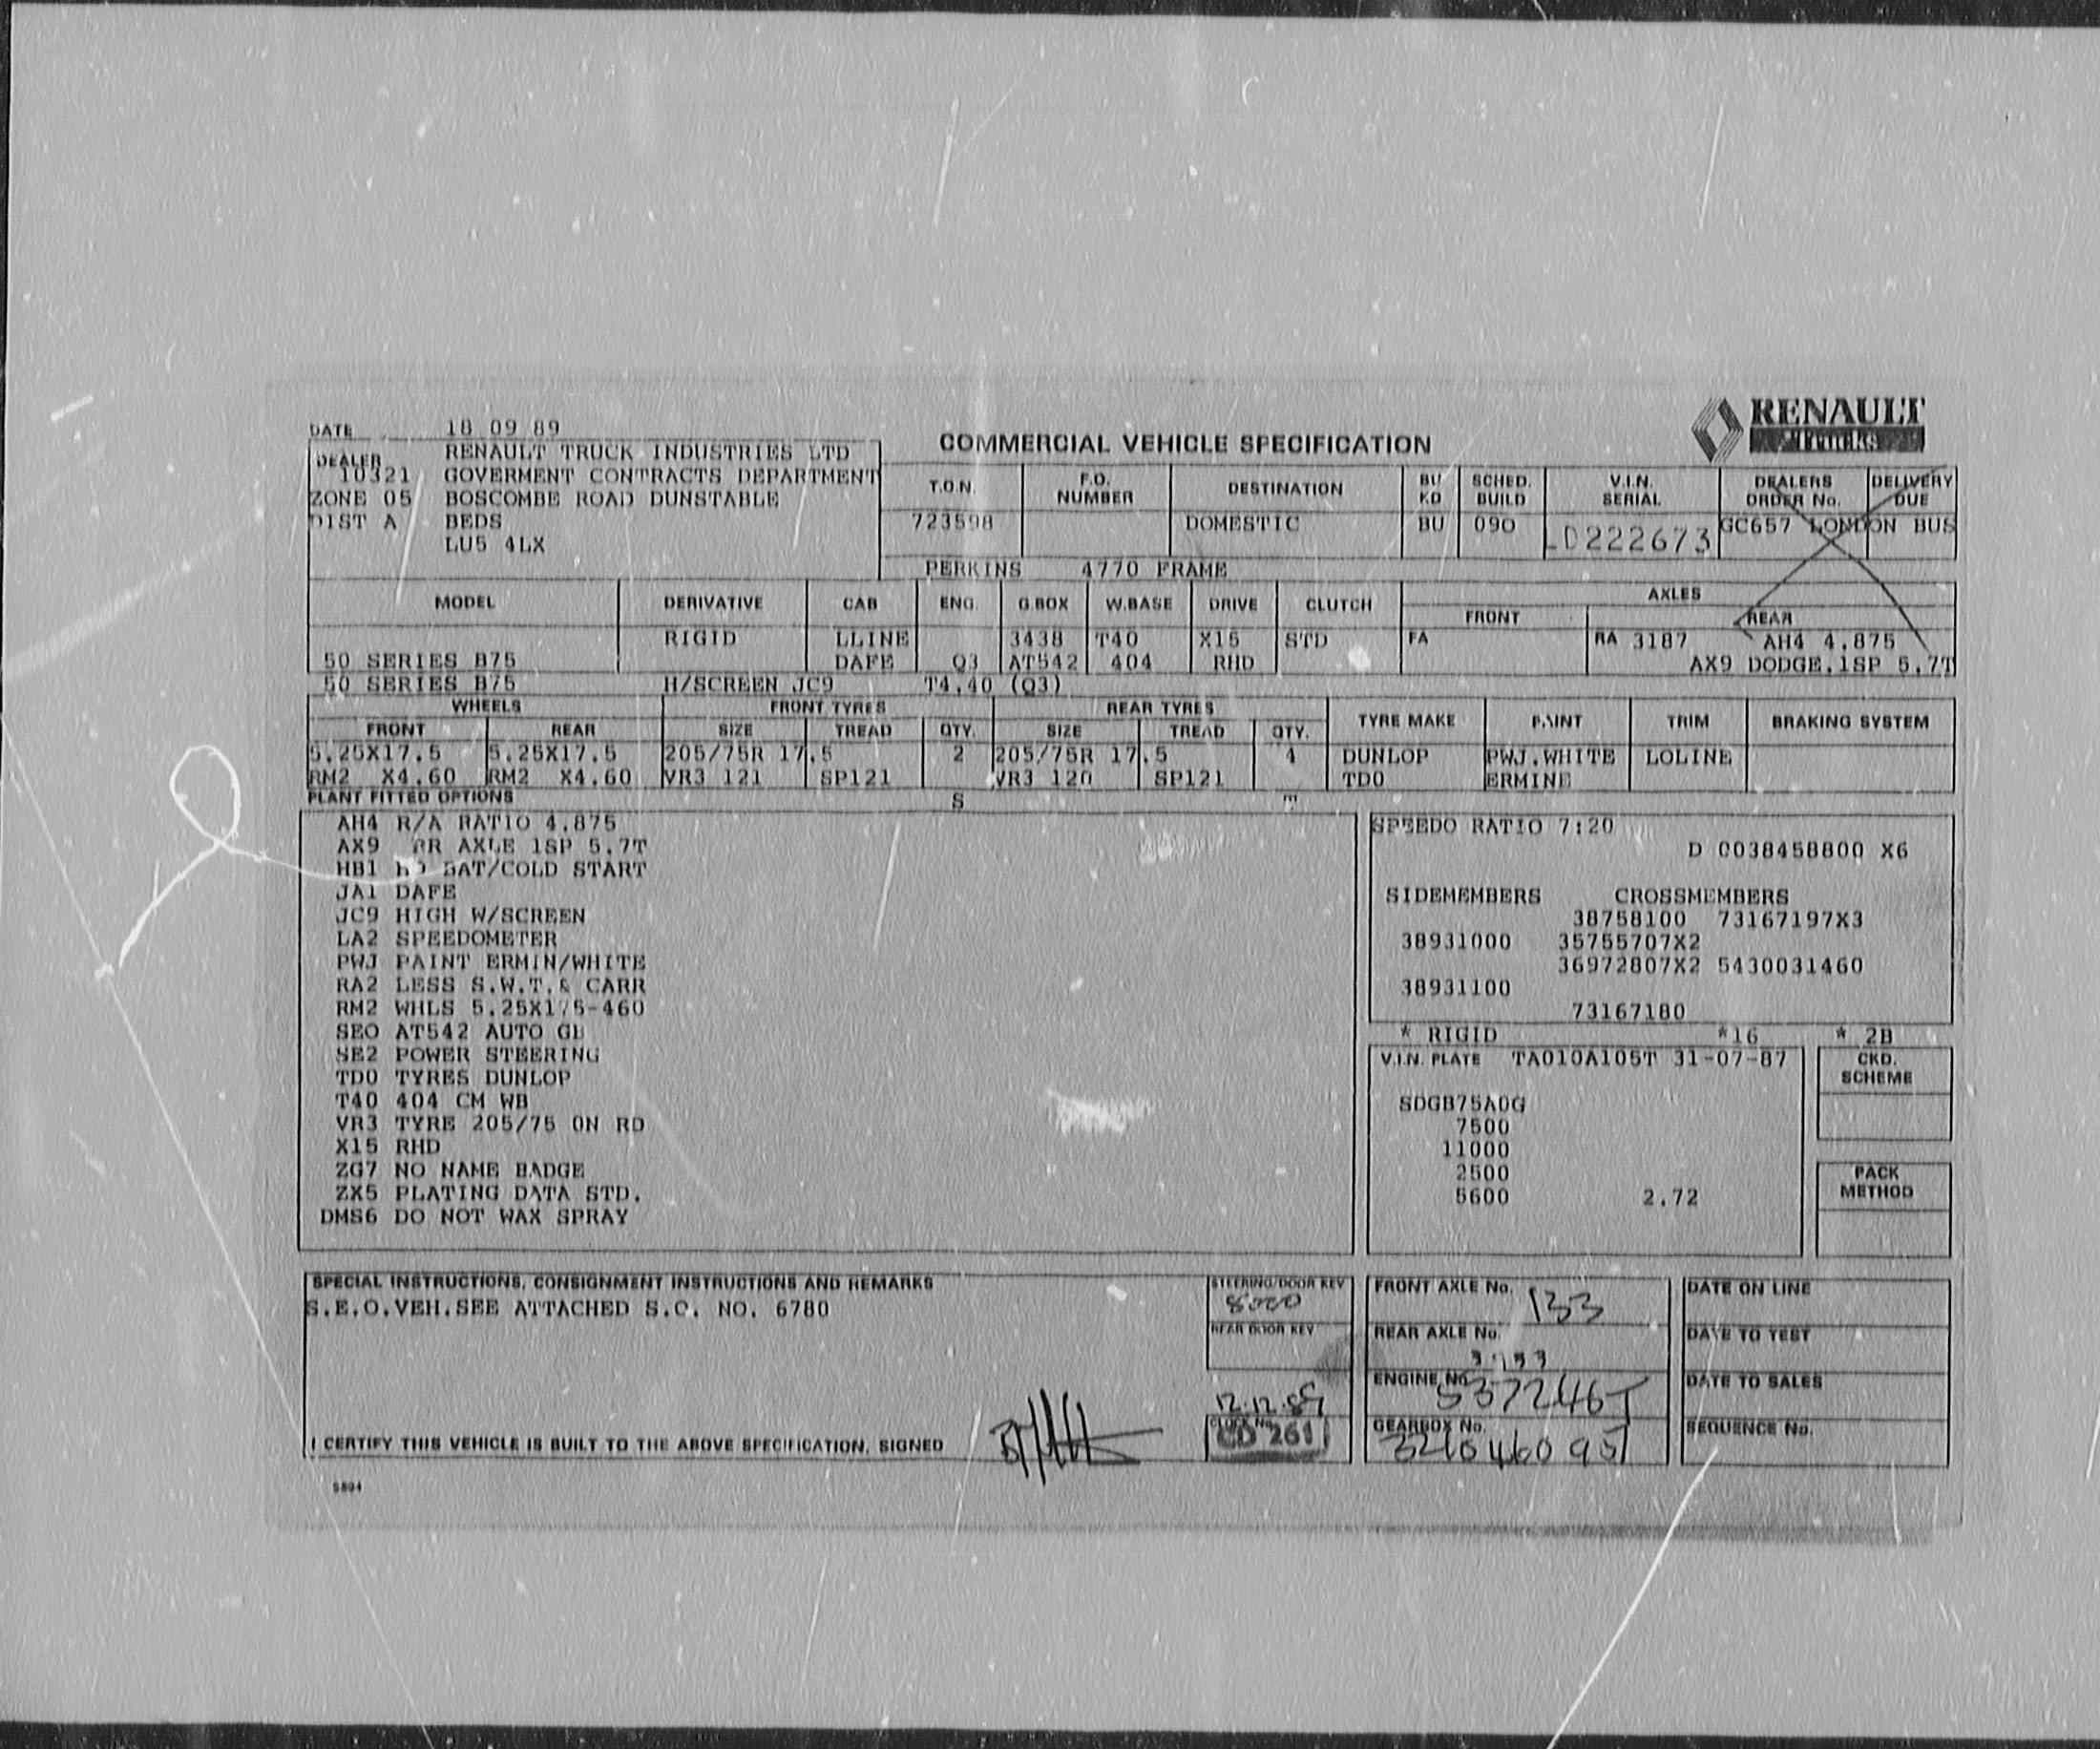 RENAULT
Trucks
DATE 18 09 89
COMMERCIAL VEHICLE SPECIFICATION
DEALER RENAULT TRUCK INDUSTRIES LTD
10321 GOVERMENT CONTRACTS DEPARTMENT
ZONE 05 BOSCOMBE ROAD DUNSTABLE
DIST A BEDS
LU5 4LX
T.O.N. F.O. NUMBER DESTINATION BU KD SCHED. BUILD V.I.N. SERIAL DEALERS ORDER No. DELIVERY DUE
723598 DOMESTIC BU 090 LD222673 GC657 LONDON BUS
PERKINS 4770 FRAME
MODEL DERIVATIVE CAB ENG. G.BOX W.BASE DRIVE CLUTCH AXLES
FRONT REAR
RIGID LLINE 3438 T40 X15 STD FA RA 3187 AH4 4.875
50 SERIES B75 DAFE Q3 AT542 404 RHD AX9 DODGE.1SP 5.7T
50 SERIES B75 H/SCREEN JC9 T4.40 (Q3)
WHEELS FRONT TYRES REAR TYRES TYRE MAKE PAINT TRIM BRAKING SYSTEM
FRONT REAR SIZE TREAD QTY. SIZE TREAD QTY.
5.25X17.5 5.25X17.5 205/75R 17.5 2 205/75R 17.5 4 DUNLOP PWJ.WHITE LOLINE
RM2 X4.60 RM2 X4.60 VR3 121 SP121 VR3 120 SP121 TD0 ERMINE
PLANT FITTED OPTIONS S E
AH4 R/A RATIO 4.875
AX9 RR AXLE 1SP 5.7T
HB1 BAT/COLD START
JA1 DAFE
JC9 HIGH W/SCREEN
LA2 SPEEDOMETER
PWJ PAINT ERMIN/WHITE
RA2 LESS S.W.T.& CARR
RM2 WHLS 5.25X175-460
SEO AT542 AUTO GB
SE2 POWER STEERING
TD0 TYRES DUNLOP
T40 404 CM WB
VR3 TYRE 205/75 ON RD
X15 RHD
ZG7 NO NAME BADGE
ZX5 PLATING DATA STD.
DMS6 DO NOT WAX SPRAY
SPEEDO RATIO 7:20
D 0038458800 X6
SIDEMEMBERS CROSSMEMBERS
38758100 73167197X3
38931000 35755707X2
36972807X2 5430031460
38931100
73167180
* RIGID *16 * 2B
V.I.N. PLATE TA010A105T 31-07-87
SDGB75A0G
7500
11000
2500
5600 2.72
CKD. SCHEME
PACK METHOD
SPECIAL INSTRUCTIONS, CONSIGNMENT INSTRUCTIONS AND REMARKS
S.E.O.VEH.SEE ATTACHED S.C. NO. 6780
I CERTIFY THIS VEHICLE IS BUILT TO THE ABOVE SPECIFICATION. SIGNED
STEERING/DOOR KEY
REAR DOOR KEY
12.12.89
CLOCK No.
CD 261
FRONT AXLE No. 133
REAR AXLE No.
ENGINE No.
GEARBOX No.
DATE ON LINE
DATE TO TEST
DATE TO SALES
SEQUENCE No.
5804